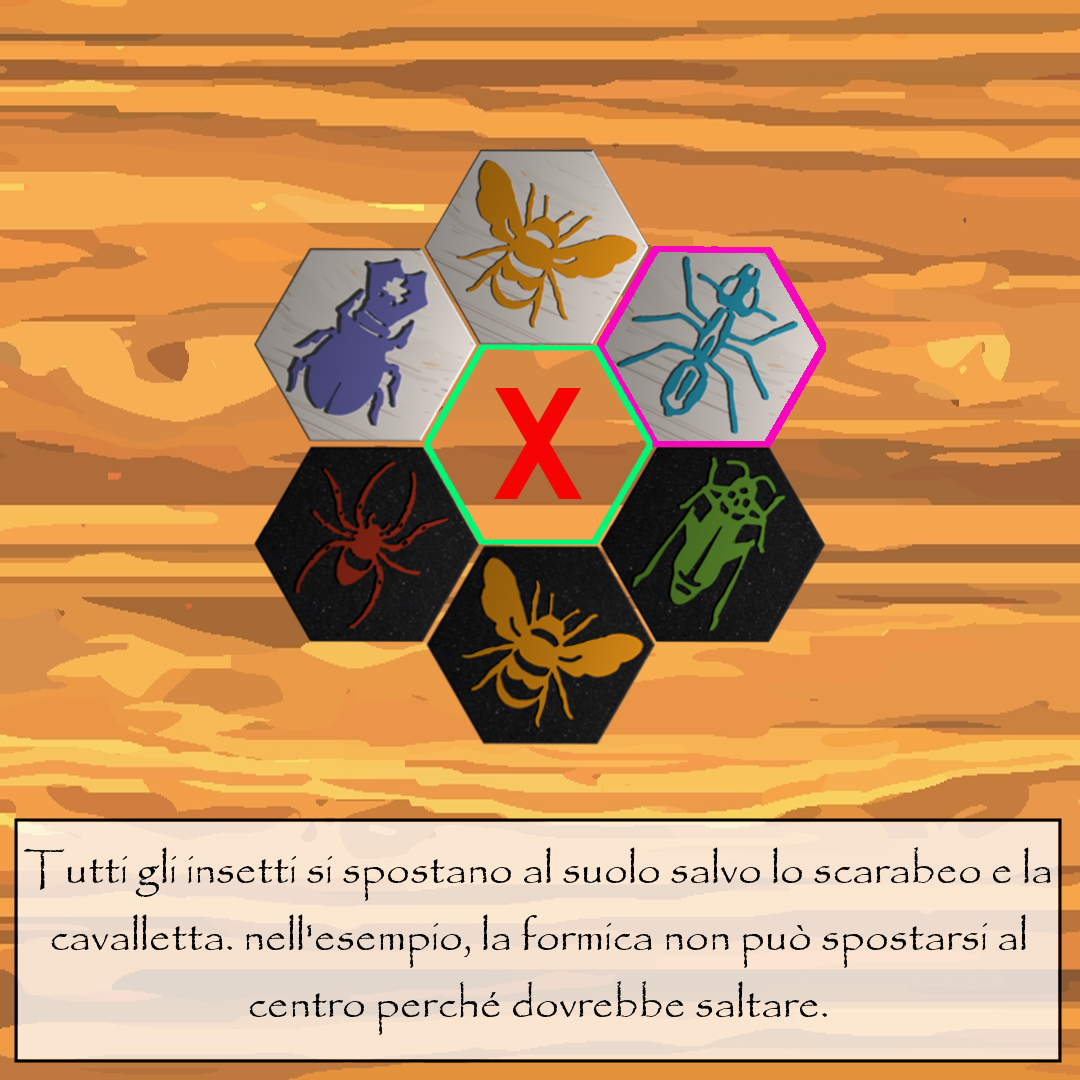 X
Tutti gli insetti si spostano al suolo salvo lo scarabeo e la
cavalletta. nell'esempio, la formica non può spostarsi al
centro perché dovrebbe saltare.